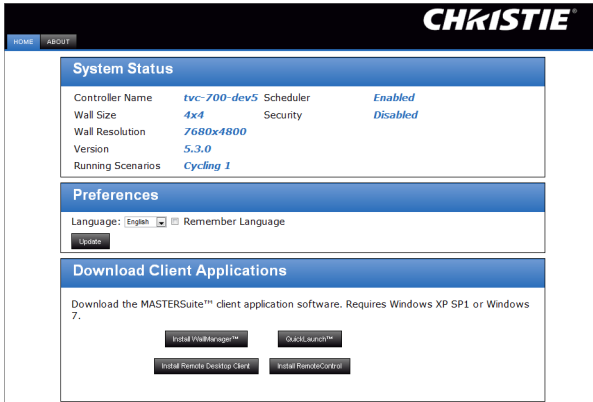 CHRISTIE®
HOME ABOUT
System Status
Controller Name tvc-700-dev5 Scheduler Enabled
Wall Size 4x4 Security Disabled
Wall Resolution 7680x4800
Version 5.3.0
Running Scenarios Cycling 1
Preferences
Language: English Remember Language
Update
Download Client Applications
Download the MASTERSuite™ client application software. Requires Windows XP SP1 or Windows
7.
Install WallManager™ QuickLaunch™
Install Remote Desktop Client Install RemoteControl